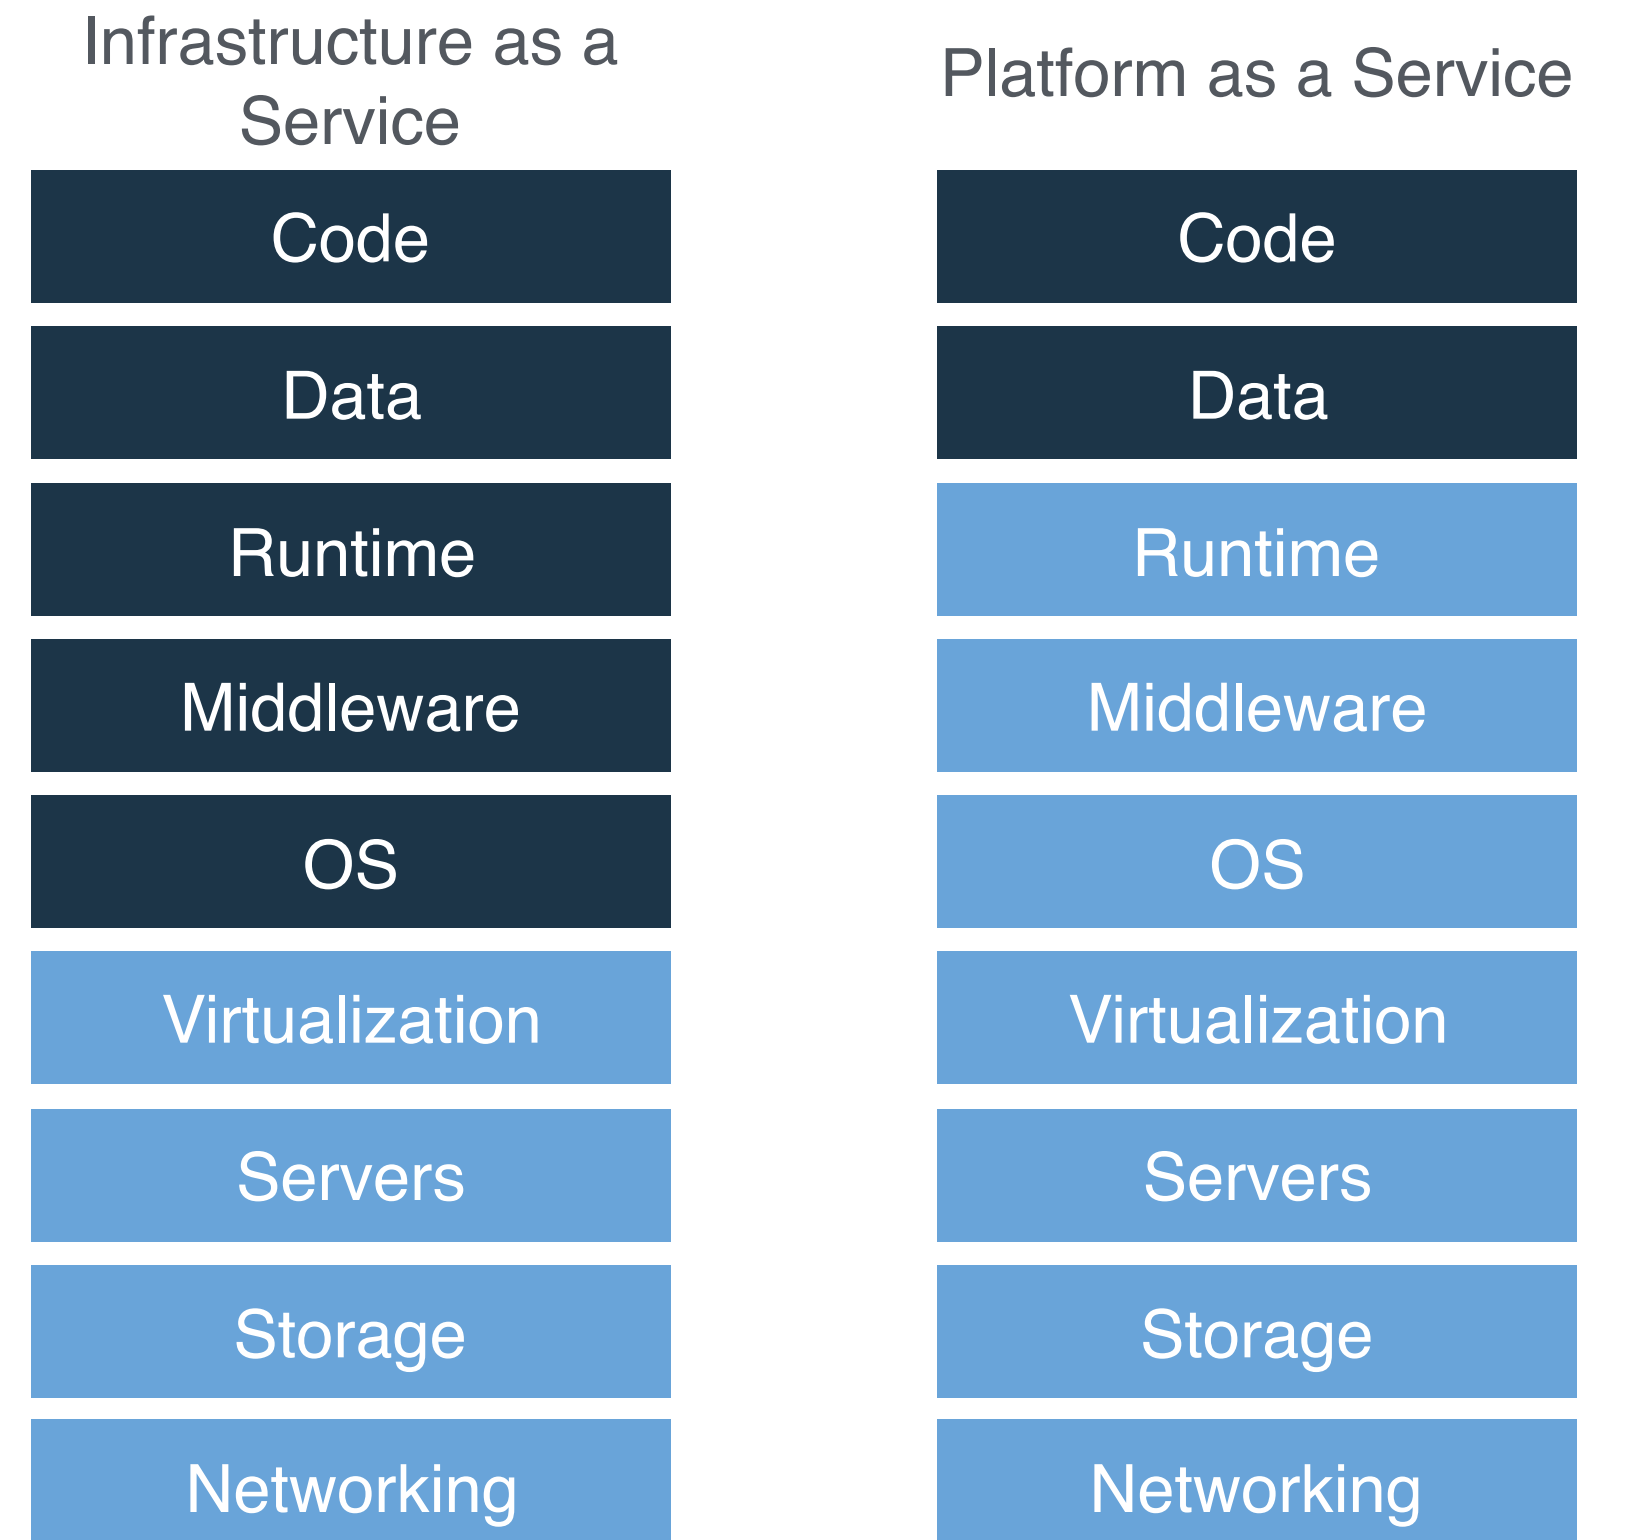 Infrastructure as a
Service
Code
Data
Runtime
Middleware
OS
Virtualization
Servers
Storage
Networking
Platform as a Service
Code
Data
Runtime
Middleware
OS
Virtualization
Servers
Storage
Networking